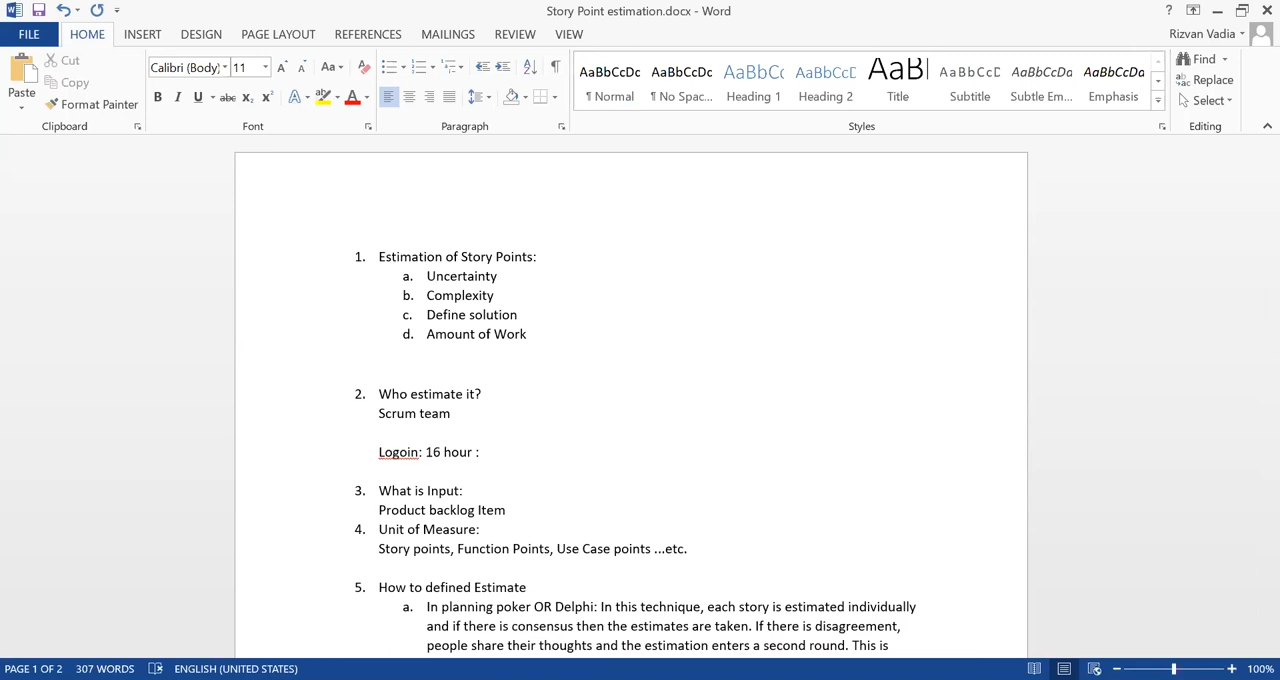 Story Point estimation.docx - Word
?
FILE HOME INSERT DESIGN PAGE LAYOUT REFERENCES MAILINGS REVIEW VIEW Rizvan Vadia
Paste Cut Copy Format Painter
Calibri (Body) 11 A A Aa
B I U abc X₂ X² A A
AaBbCcDc AaBbCcDc AaBbCc AaBbCcD AaBl AaBbCcD AaBbCcDa AaBbCcDa
¶ Normal ¶ No Spac... Heading 1 Heading 2 Title Subtitle Subtle Em... Emphasis
Find
Replace
Select
Clipboard Font Paragraph Styles Editing
1. Estimation of Story Points:
a. Uncertainty
b. Complexity
c. Define solution
d. Amount of Work
2. Who estimate it?
Scrum team
Logoin: 16 hour :
3. What is Input:
Product backlog Item
4. Unit of Measure:
Story points, Function Points, Use Case points ...etc.
5. How to defined Estimate
a. In planning poker OR Delphi: In this technique, each story is estimated individually
and if there is consensus then the estimates are taken. If there is disagreement,
people share their thoughts and the estimation enters a second round. This is
PAGE 1 OF 2 307 WORDS ENGLISH (UNITED STATES) 100%